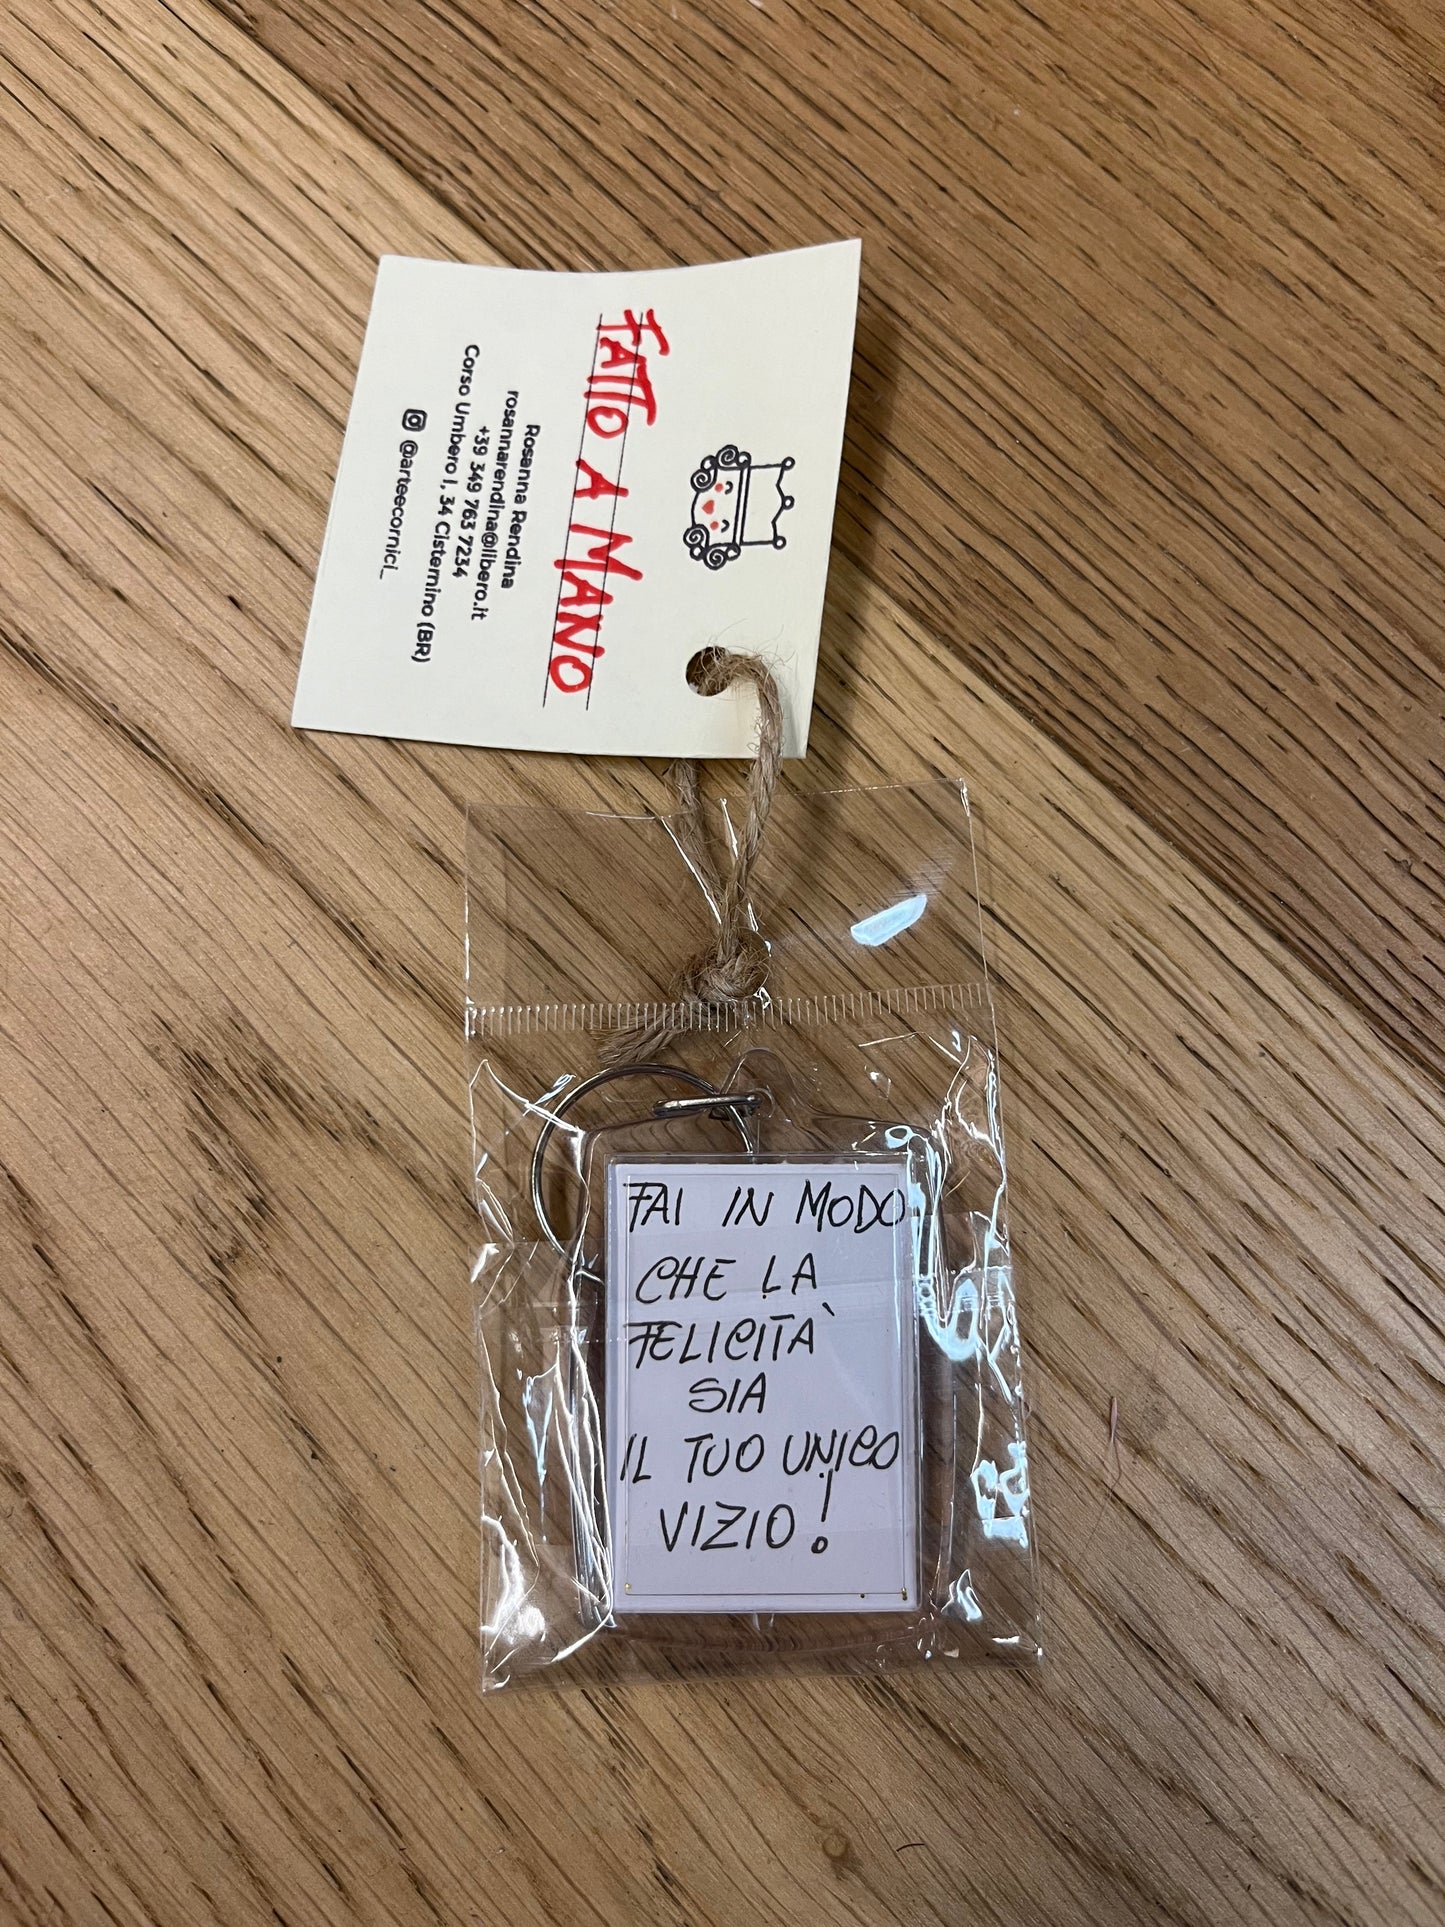 FATTO A MANO
Rosanna Rendina
rosannarendina@libero.it
+39 349 763 7234
Corso Umbero I, 34 Cisternino (BR)
@arteecornici_
FAI IN MODO
CHE LA
FELICITÀ
SIA
IL TUO UNICO
VIZIO!